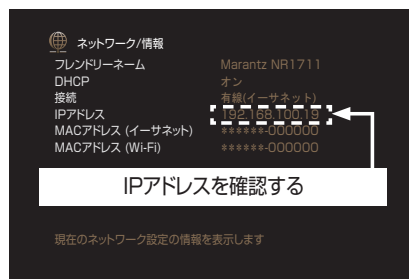 ネットワーク/情報
フレンドリーネーム Marantz NR1711
DHCP オン
接続 有線(イーサネット)
IPアドレス 192.168.100.19
MACアドレス (イーサネット) ******-000000
MACアドレス (Wi-Fi) ******-000000
IPアドレスを確認する
現在のネットワーク設定の情報を表示します